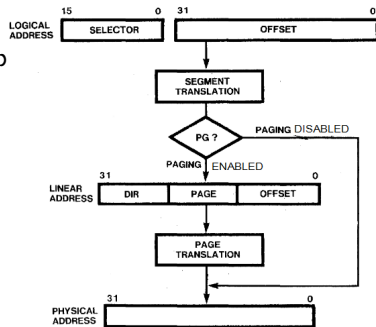 15 0 31 0
LOGICAL ADDRESS SELECTOR OFFSET
SEGMENT TRANSLATION
PG ? PAGING DISABLED
PAGING ENABLED
31 0
LINEAR ADDRESS DIR PAGE OFFSET
PAGE TRANSLATION
31 0
PHYSICAL ADDRESS